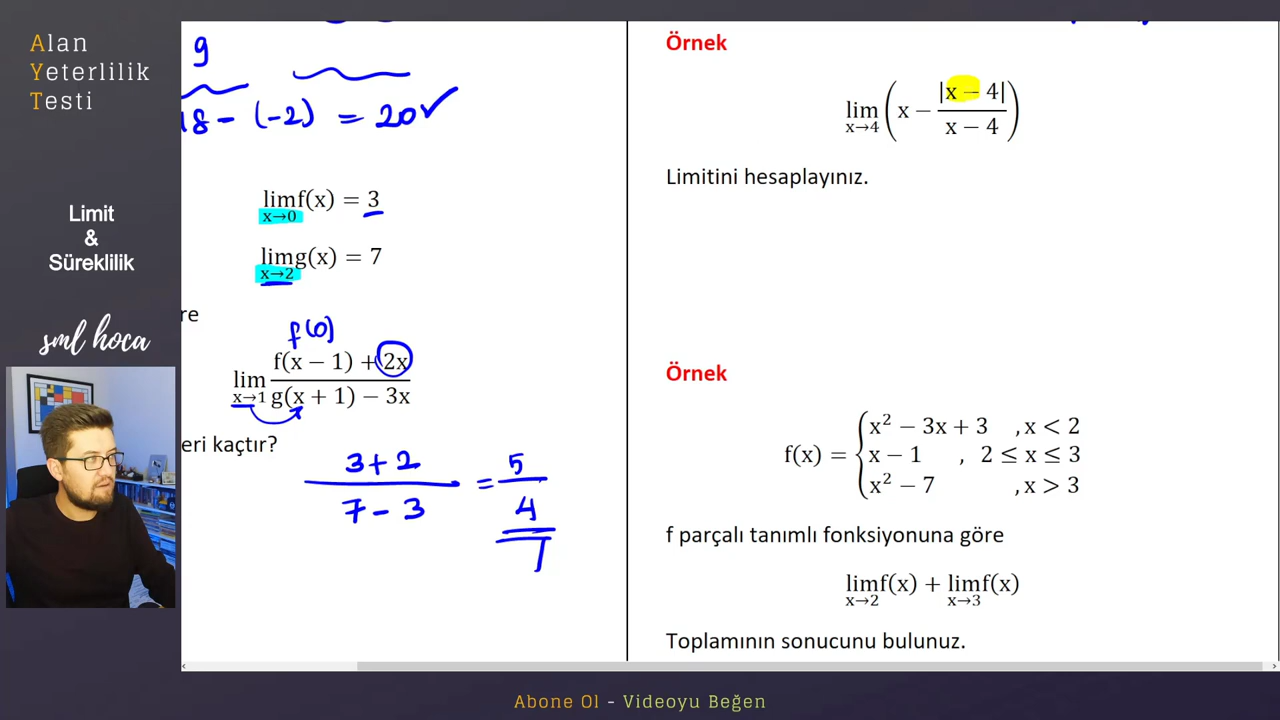 Alan
Yeterlilik
Testi
Limit
&
Süreklilik
sml hoca
9
18 - (-2) = 20 ✓
lim f(x) = 3
x→0
lim g(x) = 7
x→2
re
f(0)
lim f(x − 1) + 2x
x→1 g(x + 1) − 3x
eri kaçtır?
3 + 2 = 5
7 - 3 4
Örnek
lim (x − |x − 4|
x→4 x − 4)
Limitini hesaplayınız.
Örnek
x² − 3x + 3 , x < 2
f(x) = { x − 1 , 2 ≤ x ≤ 3
x² − 7 , x > 3
f parçalı tanımlı fonksiyonuna göre
lim f(x) + lim f(x)
x→2 x→3
Toplamının sonucunu bulunuz.
Abone Ol - Videoyu Beğen